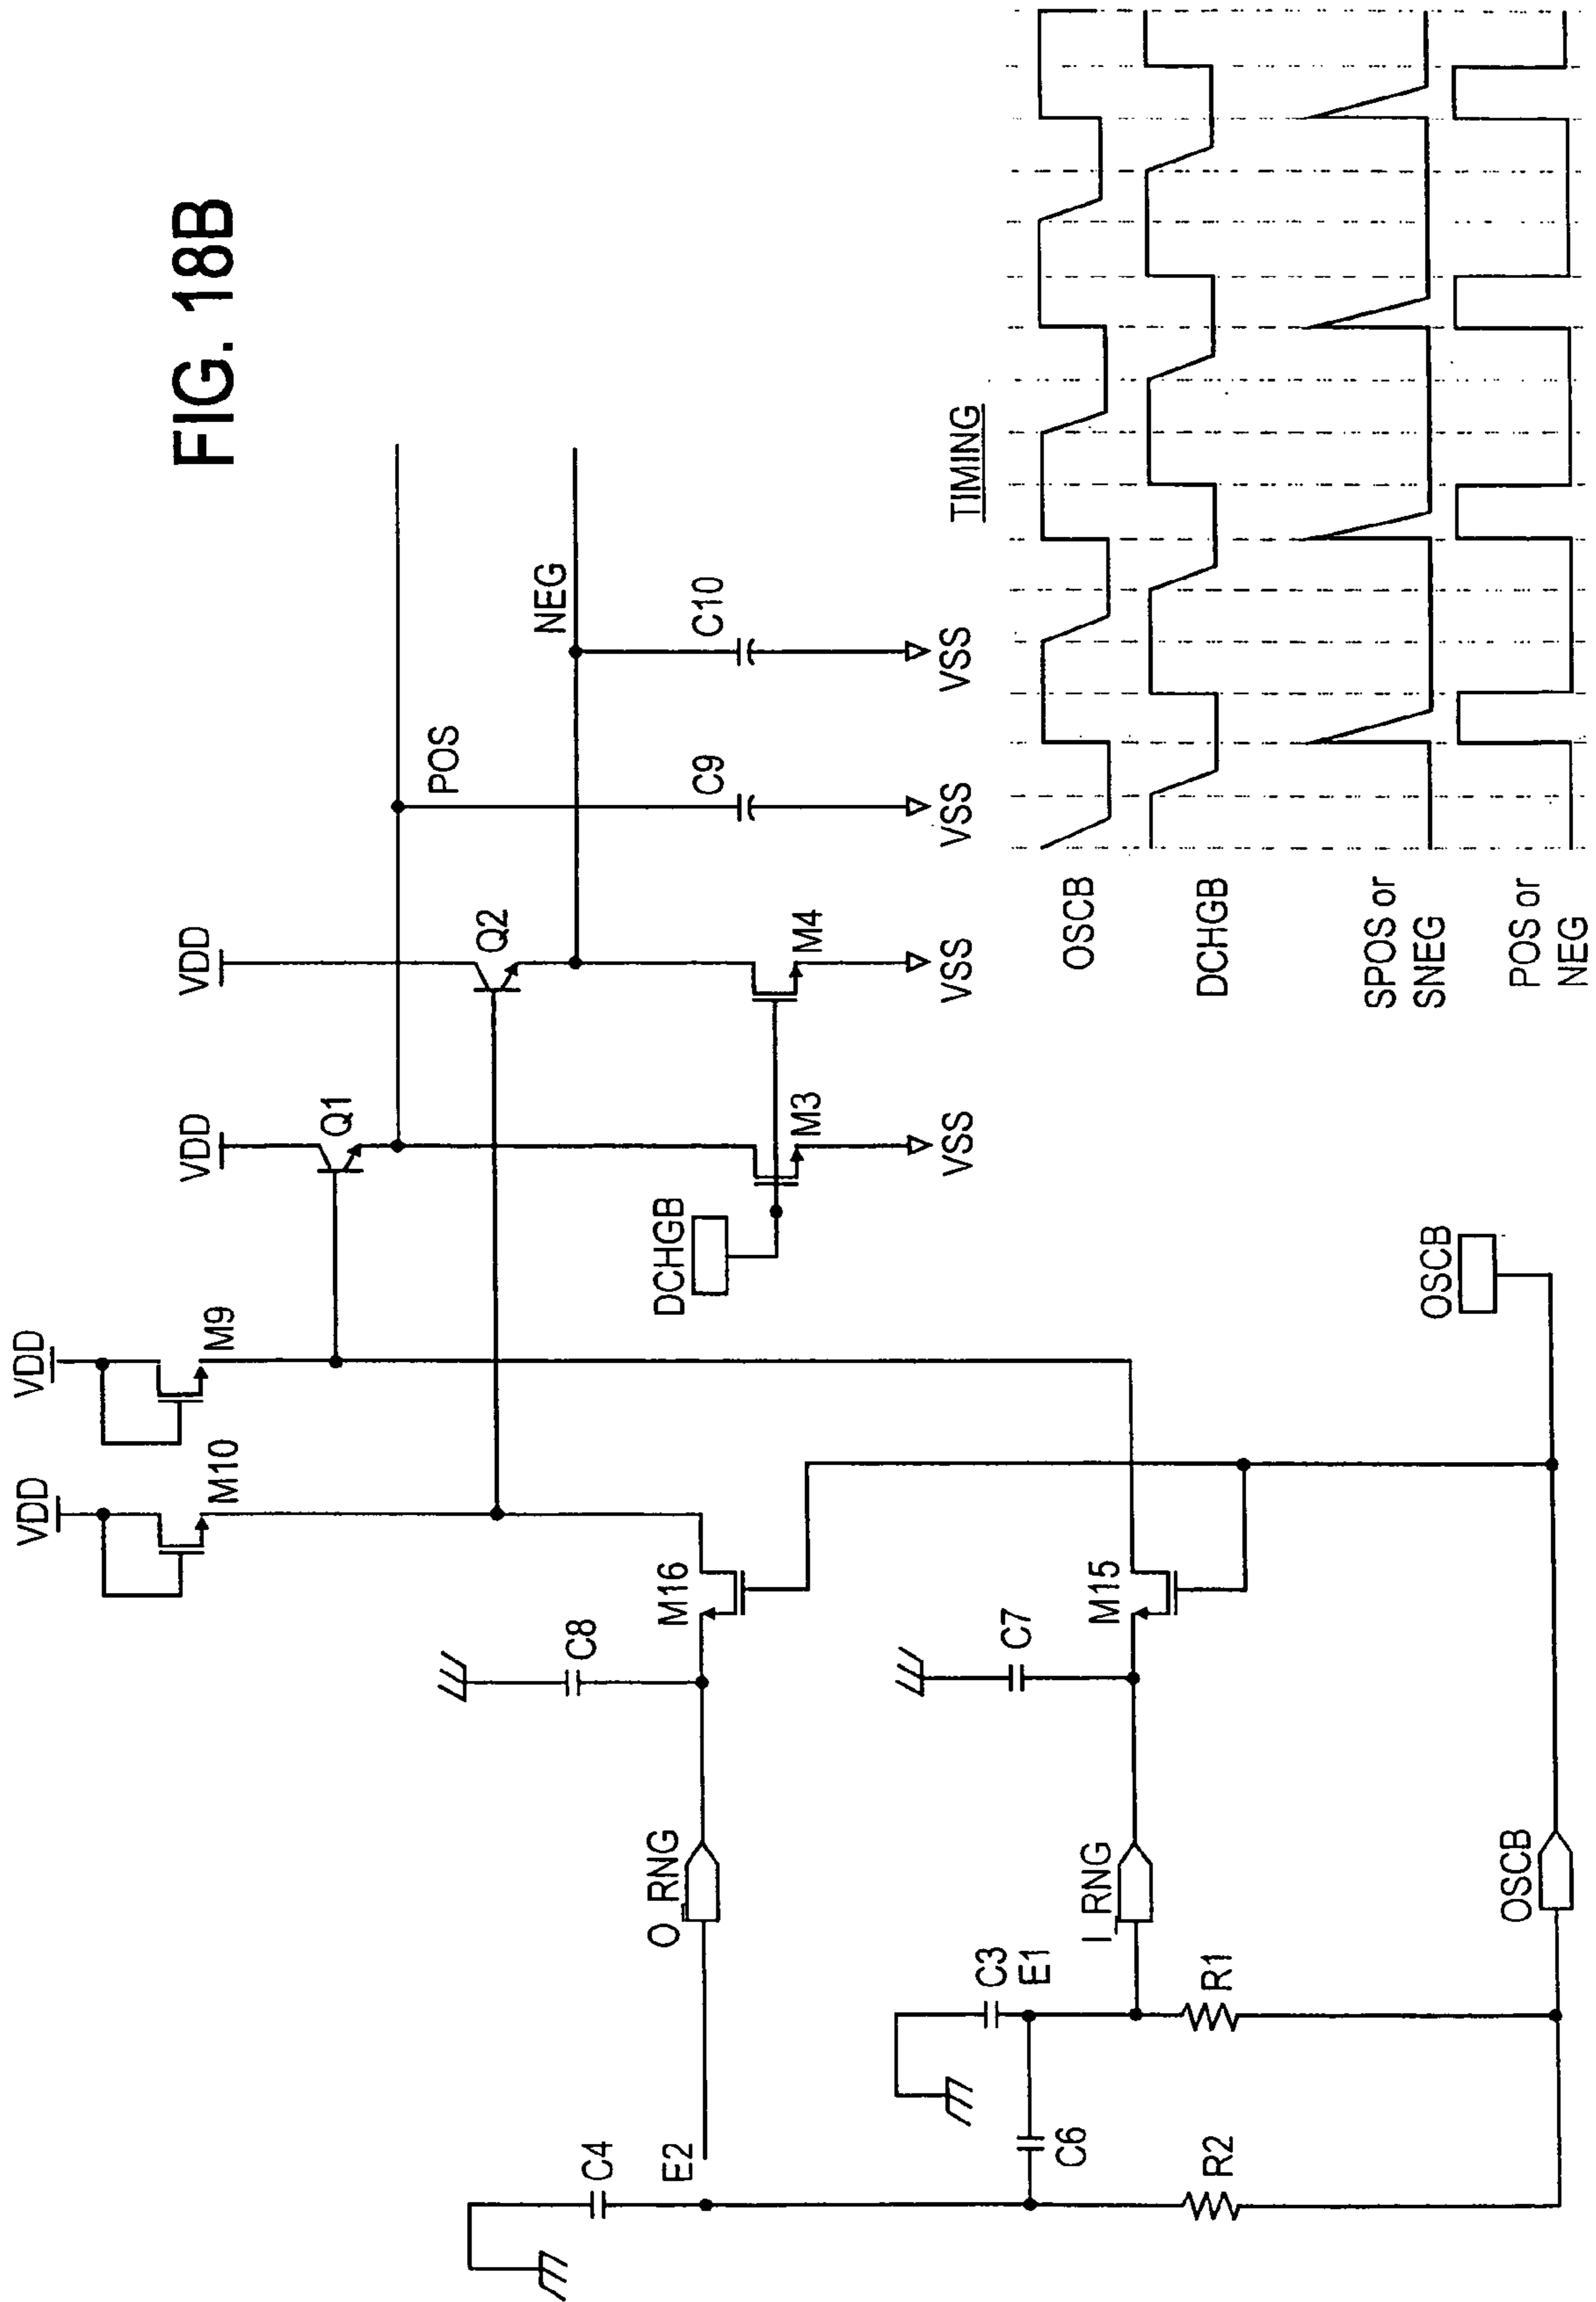 FIG. 18B
VDD
VDD
M10
M9
VDD
VDD
Q1
Q2
POS
NEG
C4
C8
M16
E2
O_RNG
DCHGB
M3
M4
C9
C10
VSS
VSS
VSS
VSS
C3
E1
C7
M15
C6
I_RNG
R2
R1
OSCB
OSCB
TIMING
OSCB
DCHGB
SPOS or
SNEG
POS or
NEG